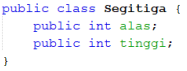 public class Segitiga {
    public int alas;
    public int tinggi;
}